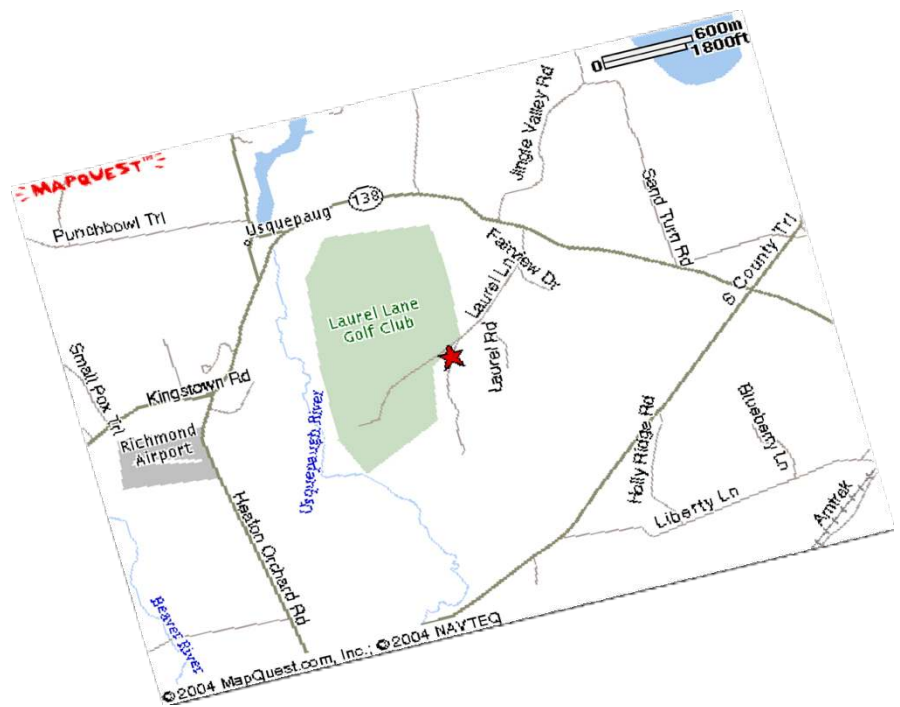 600m
0 1800ft
MAPQUEST™
Jingle Valley Rd
138
Punchbowl Trl
Usquepaug
Sand Turn Rd
Fairview Dr
S County Trl
Laurel Ln
Laurel Lane
Golf Club
Laurel Rd
Small Pox Trl
Kingstown Rd
Richmond
Airport
Usquepaugh River
Holly Ridge Rd
Blueberry Ln
Liberty Ln
Amtrak
Heaton Orchard Rd
Beaver River
©2004 MapQuest.com, Inc.; ©2004 NAVTEQ